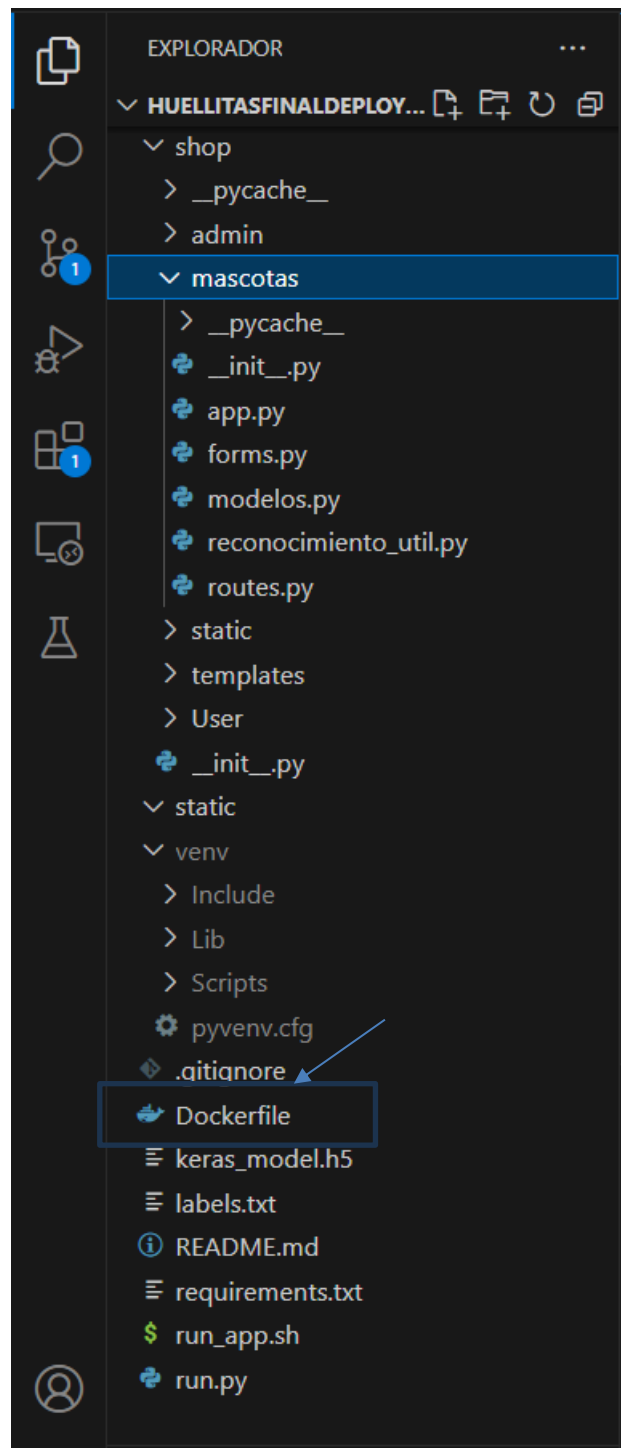 EXPLORADOR
HUELLITASFINALDEPLOY...
shop
__pycache__
admin
mascotas
__pycache__
__init__.py
app.py
forms.py
modelos.py
reconocimiento_util.py
routes.py
static
templates
User
__init__.py
static
venv
Include
Lib
Scripts
pyvenv.cfg
.gitignore
Dockerfile
keras_model.h5
labels.txt
README.md
requirements.txt
$ run_app.sh
run.py
1
1